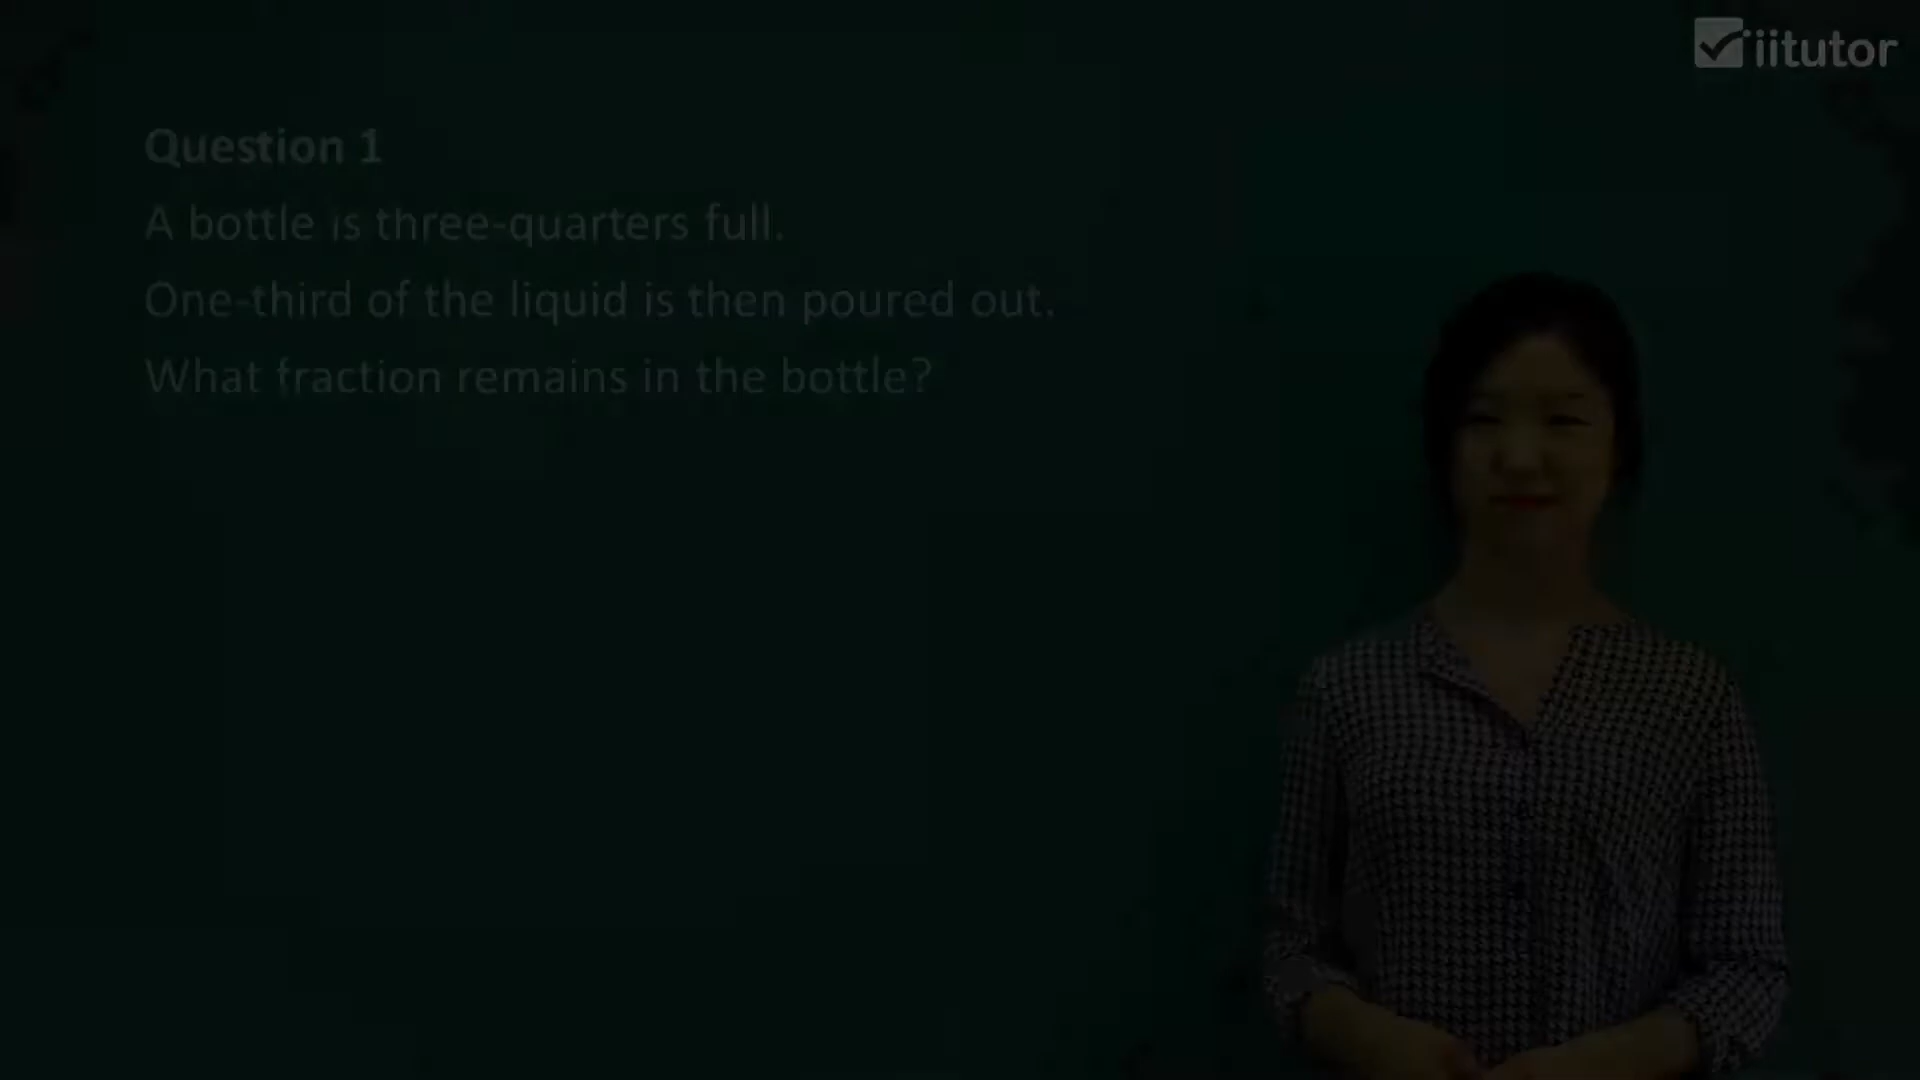 iitutor
Question 1
A bottle is three-quarters full.
One-third of the liquid is then poured out.
What fraction remains in the bottle?